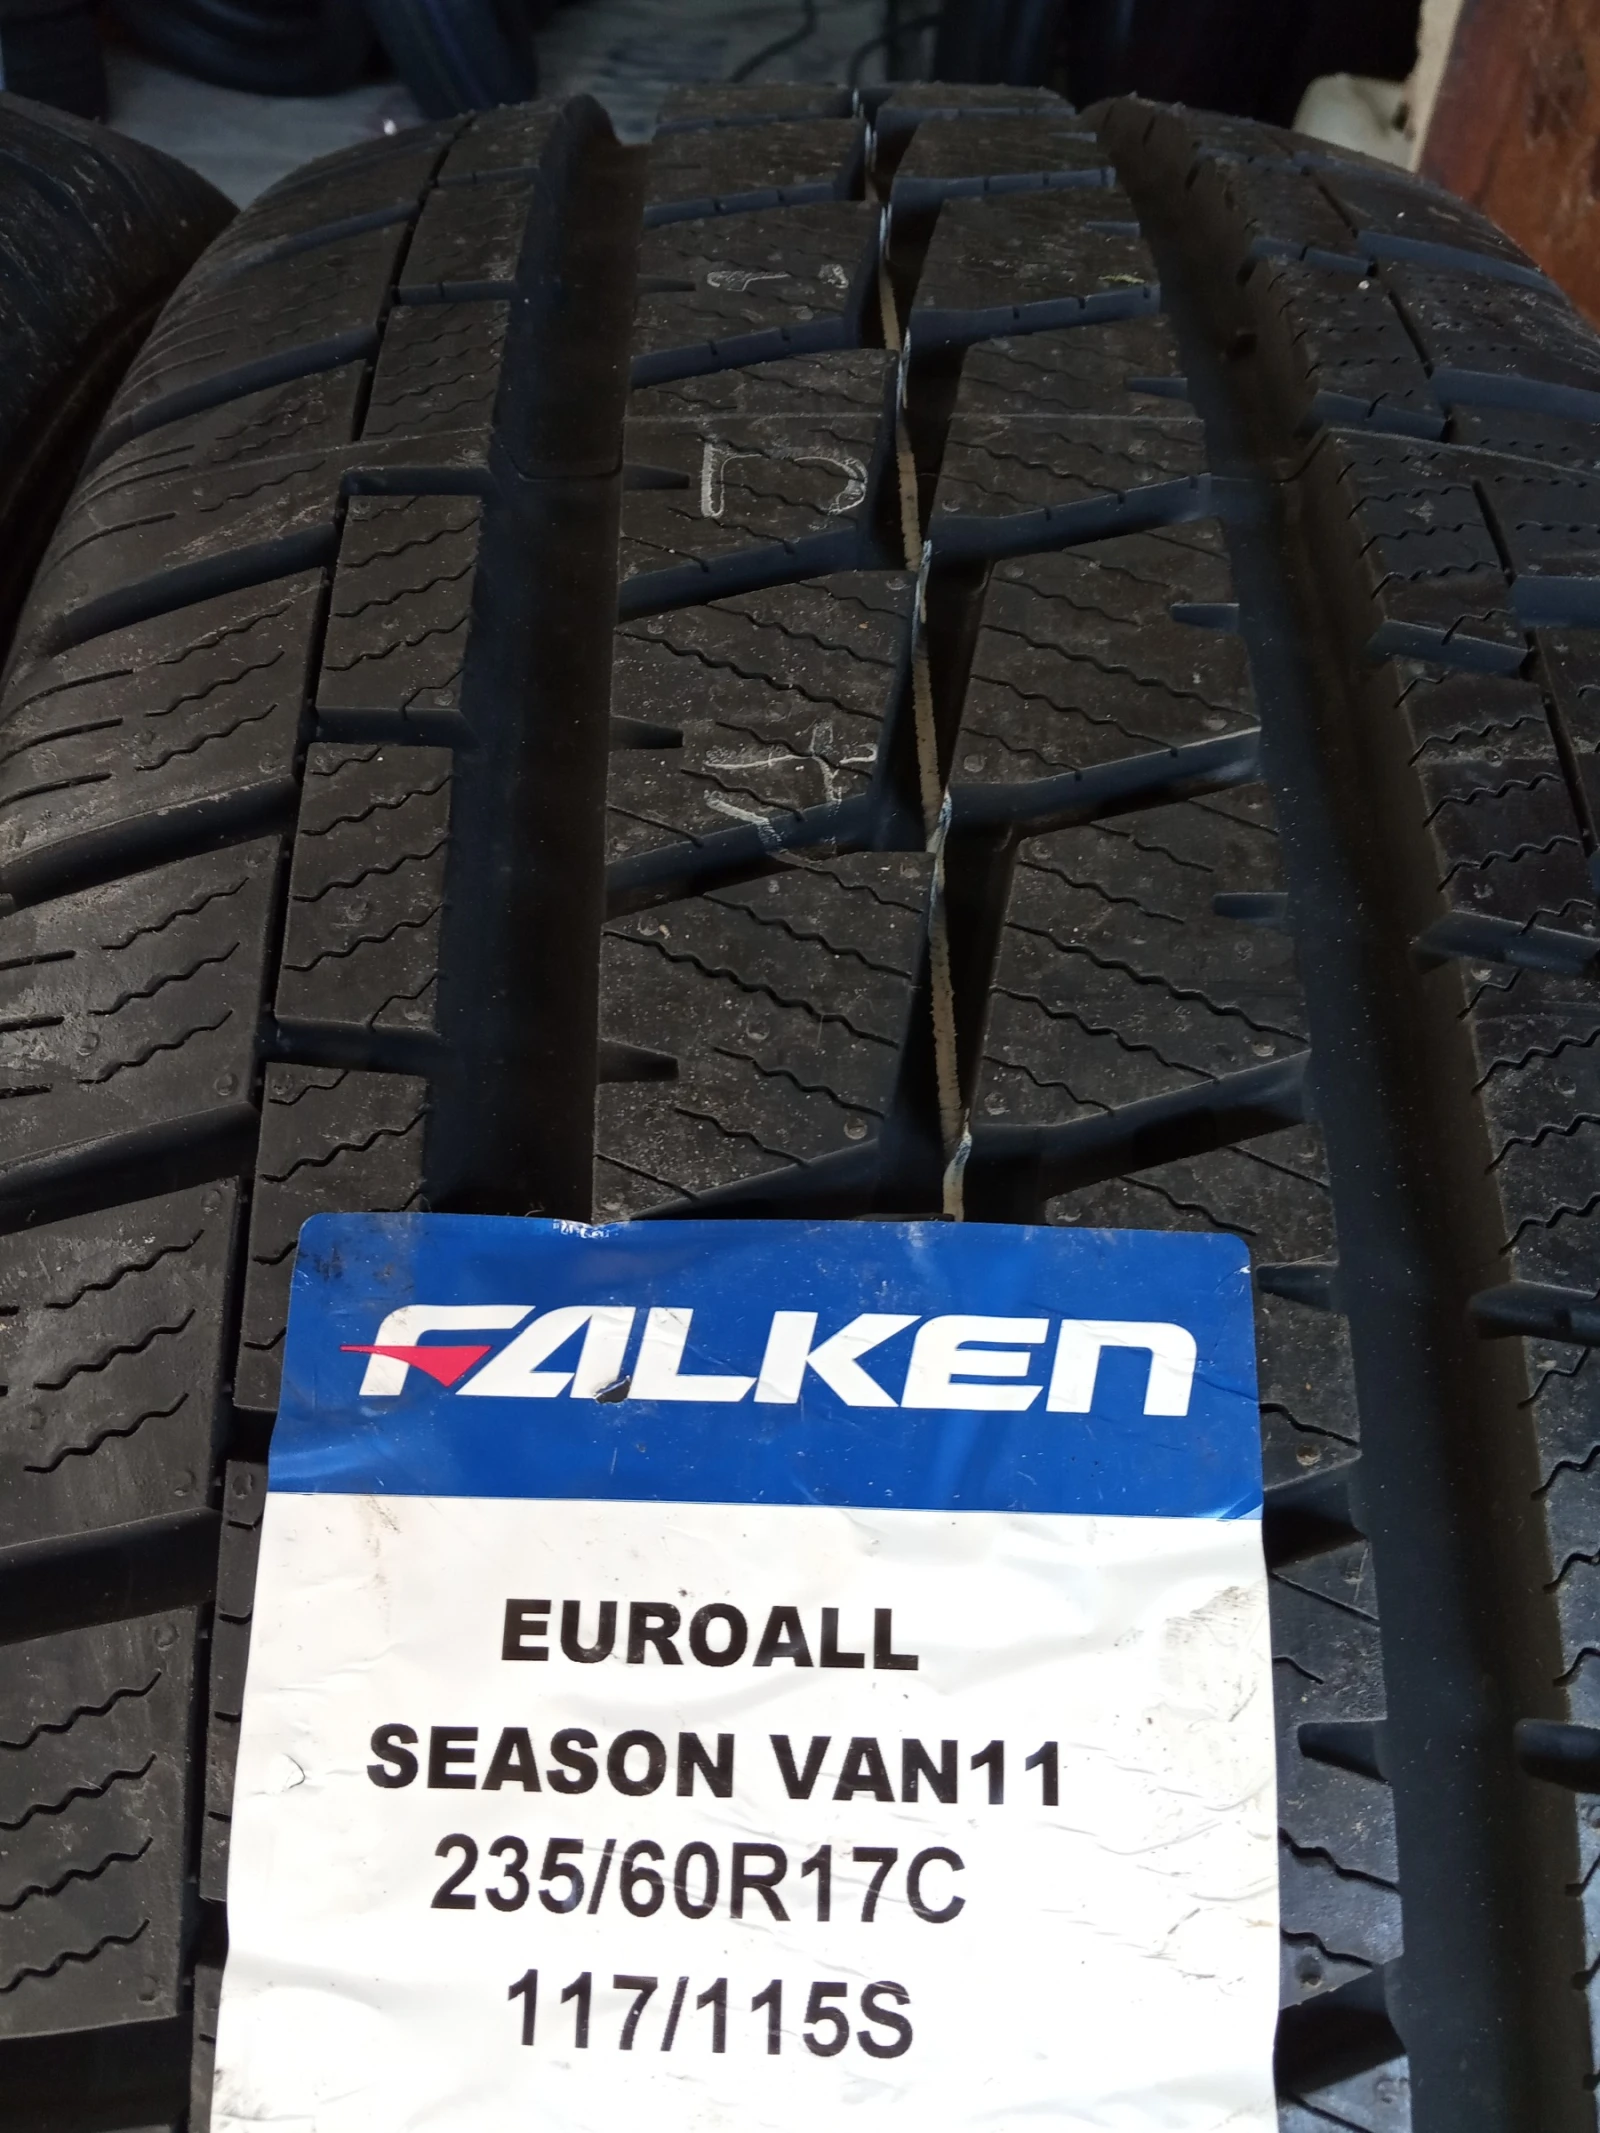 FALKEN
EUROALL
SEASON VAN11
235/60R17C
117/115S